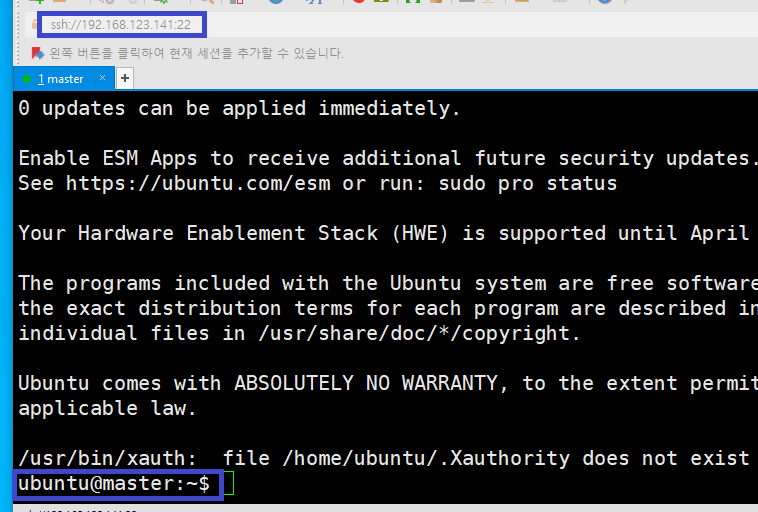 ssh://192.168.123.141:22
왼쪽 버튼을 클릭하여 현재 세션을 추가할 수 있습니다.
1 master × +
0 updates can be applied immediately.
Enable ESM Apps to receive additional future security updates.
See https://ubuntu.com/esm or run: sudo pro status
Your Hardware Enablement Stack (HWE) is supported until April
The programs included with the Ubuntu system are free software
the exact distribution terms for each program are described in
individual files in /usr/share/doc/*/copyright.
Ubuntu comes with ABSOLUTELY NO WARRANTY, to the extent permit
applicable law.
/usr/bin/xauth:  file /home/ubuntu/.Xauthority does not exist
ubuntu@master:~$